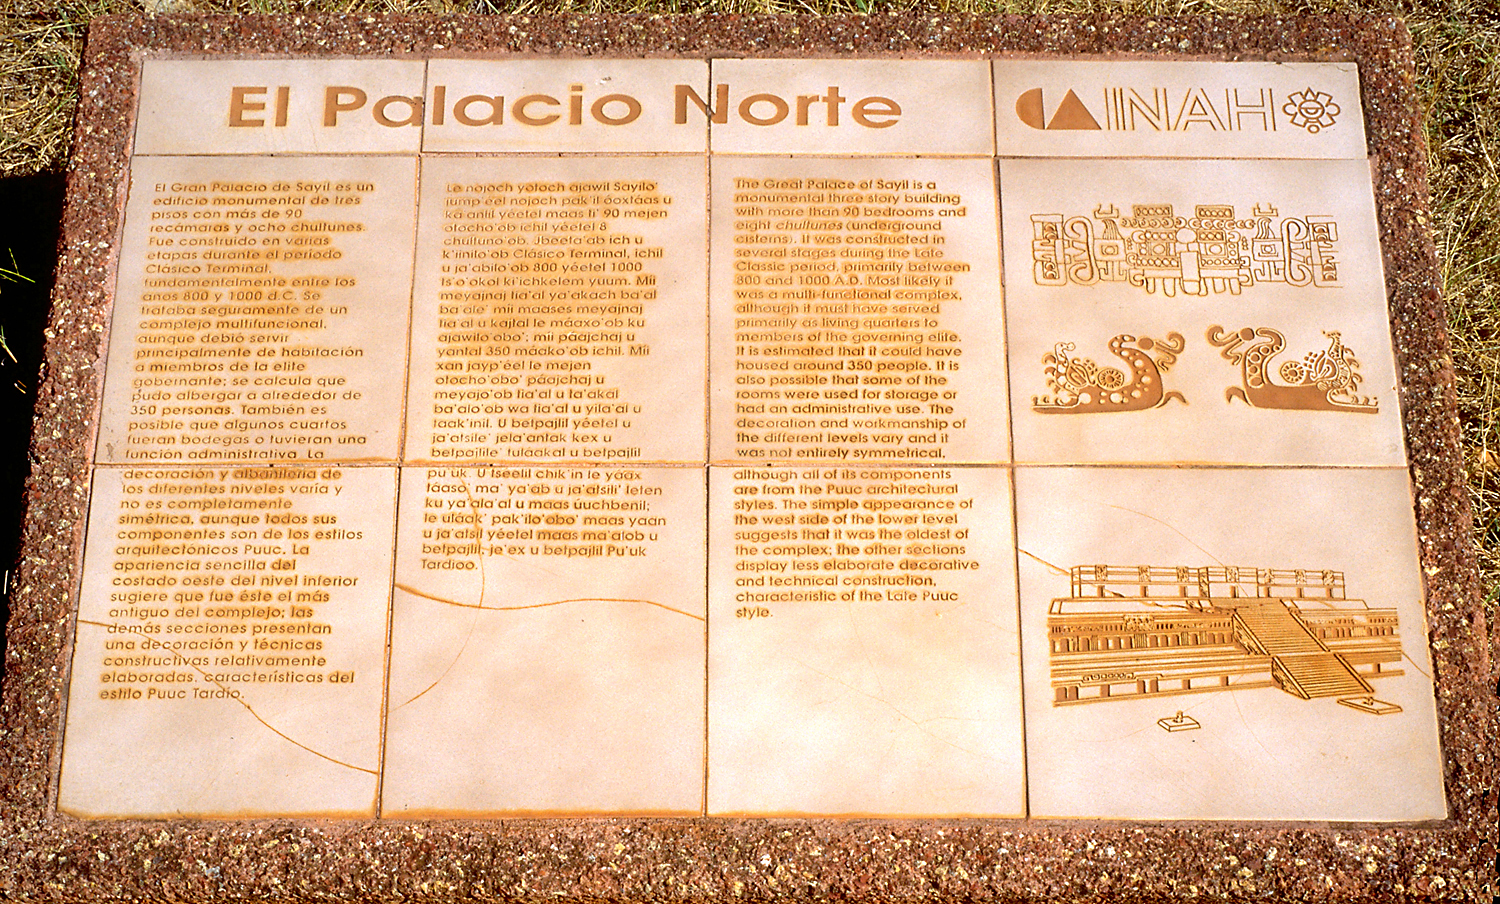 El Palacio Norte
CA INAH
El Gran Palacio de Sayil es un
edificio monumental de tres
pisos con más de 90
recámaras y ocho chultunes.
Fue construido en varias
etapas durante el periodo
Clásico Terminal,
fundamentalmente entre los
años 800 y 1000 d.C. Se
trataba seguramente de un
complejo multifuncional,
aunque debió servir
principalmente de habitación
a miembros de la elite
gobernante; se calcula que
pudo albergar a alrededor de
350 personas. También es
posible que algunos cuartos
fueran bodegas o tuvieran una
función administrativa. La
decoración y albañilería de
los diferentes niveles varía y
no es completamente
simétrica, aunque todos sus
componentes son de los estilos
arquitectónicos Puuc. La
apariencia sencilla del
costado oeste del nivel inferior
sugiere que fue éste el más
antiguo del complejo; las
demás secciones presentan
una decoración y técnicas
constructivas relativamente
elaboradas, características del
estilo Puuc Tardío.
Le nojoch yotoch ajawil Sayilo'
jump'éel nojoch pak'il óoxtáas u
ka'anlil yéetel maas ti' 90 mejen
otocho'ob ichil yéetel 8
chultuno'ob. Jbeeta'ab ich u
k'iinilo'ob Clásico Terminal, ichil
u ja'abilo'ob 800 yéetel 1000
ts'o'okol ki'ichkelem yuum. Mii
meyajnaj tia'al ya'akach ba'al
ba'ale' mii maases meyajnaj
tia'al u kajtal le máaxo'ob ku
ajawilo'obo'; mii páajchaj u
yantal 350 máako'ob ichil. Mii
xan jayp'éel le mejen
otocho'obo' páajchaj u
meyajo'ob tia'al u ta'akal
ba'alo'ob wa tia'al u yila'al u
taak'inil. U betpajlil yéetel u
ja'atsile' jela'antak kex u
betpajlile' tuláakal u betpajlil
pu'uk. U tséelil chik'in le yáax
táaso' ma' ya'ab u ja'atsili' leten
ku ya'ala'al u maas úuchbenil;
le uláak' pak'ilo'obo' maas yaan
u ja'atsil yéetel maas ma'alob u
betpajlil, je'ex u betpajlil Pu'uk
Tardíoo.
The Great Palace of Sayil is a
monumental three story building
with more than 90 bedrooms and
eight chultunes (underground
cisterns). It was constructed in
several stages during the Late
Classic period, primarily between
800 and 1000 A.D. Most likely it
was a multi-functional complex,
although it must have served
primarily as living quarters to
members of the governing elite.
It is estimated that it could have
housed around 350 people. It is
also possible that some of the
rooms were used for storage or
had an administrative use. The
decoration and workmanship of
the different levels vary and it
was not entirely symmetrical,
although all of its components
are from the Puuc architectural
styles. The simple appearance of
the west side of the lower level
suggests that it was the oldest of
the complex; the other sections
display less elaborate decorative
and technical construction,
characteristic of the Late Puuc
style.